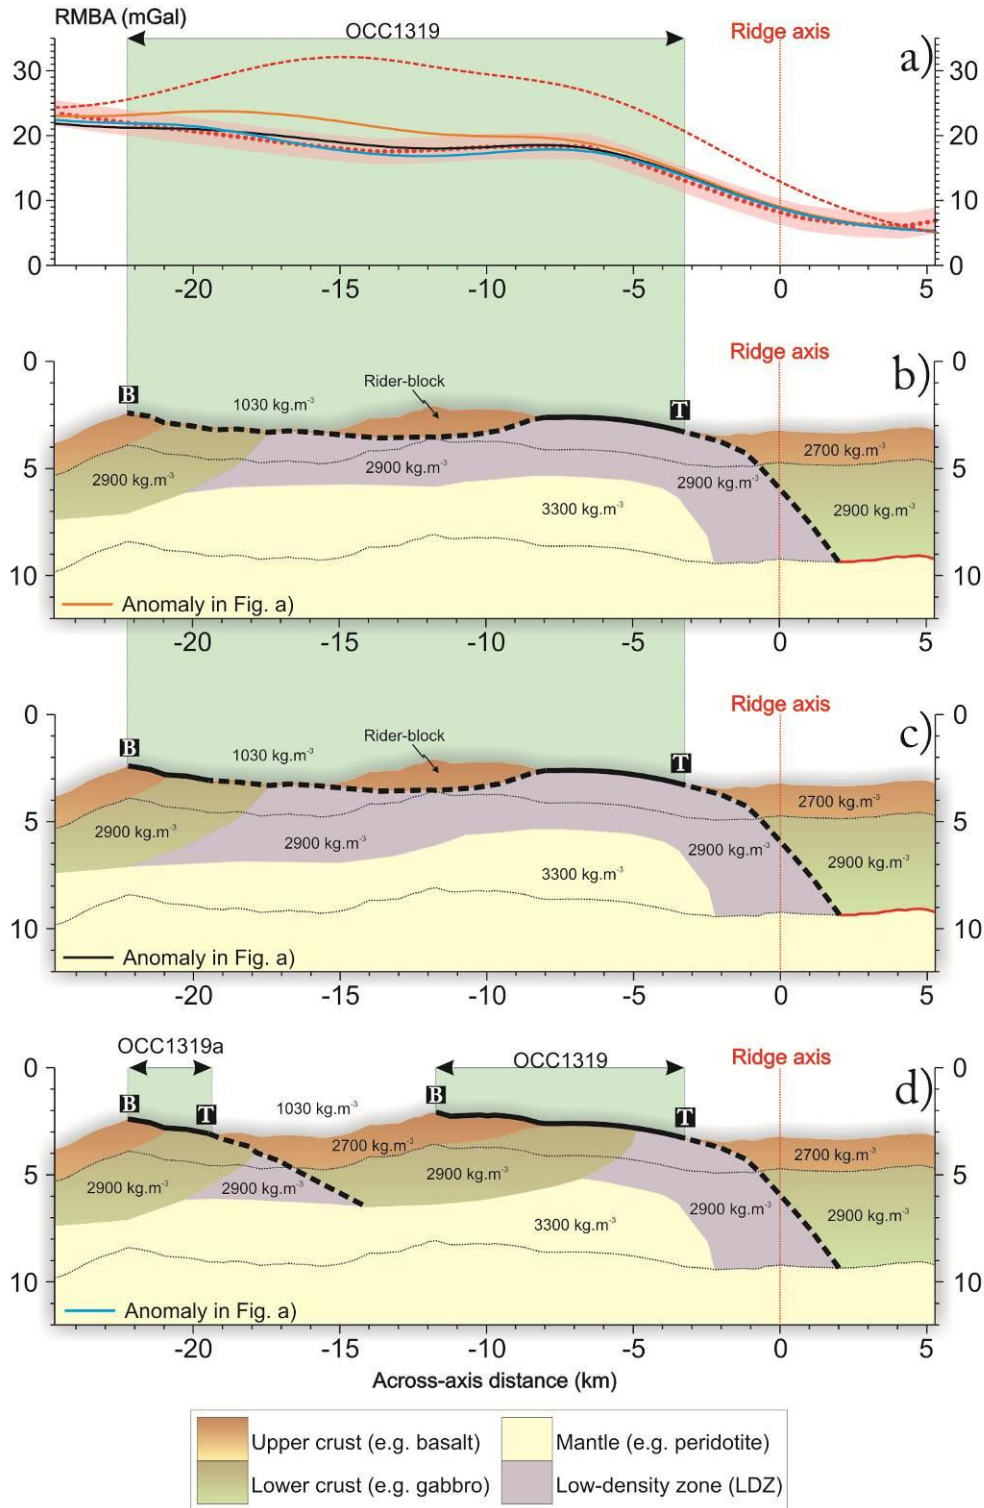 RMBA (mGal)
OCC1319
Ridge axis
a)
30 30
20 20
10 10
0 0
-20 -15 -10 -5 0 5
Ridge axis
b)
0 0
B
Rider-block
1030 kg.m-3
T
2700 kg.m-3
5 5
2900 kg.m-3
2900 kg.m-3
2900 kg.m-3
3300 kg.m-3
2900 kg.m-3
10 10
Anomaly in Fig. a)
-20 -15 -10 -5 0 5
Ridge axis
c)
0 0
B
1030 kg.m-3
Rider-block
T
2700 kg.m-3
5 5
2900 kg.m-3
2900 kg.m-3
2900 kg.m-3
3300 kg.m-3
2900 kg.m-3
10 10
Anomaly in Fig. a)
-20 -15 -10 -5 0 5
OCC1319a
OCC1319
Ridge axis
d)
0 0
B
T
1030 kg.m-3
B
T
2700 kg.m-3
2700 kg.m-3
5 5
2900 kg.m-3
2900 kg.m-3
2900 kg.m-3
2900 kg.m-3
3300 kg.m-3
2900 kg.m-3
10 10
Anomaly in Fig. a)
-20 -15 -10 -5 0 5
Across-axis distance (km)
Upper crust (e.g. basalt)
Mantle (e.g. peridotite)
Lower crust (e.g. gabbro)
Low-density zone (LDZ)